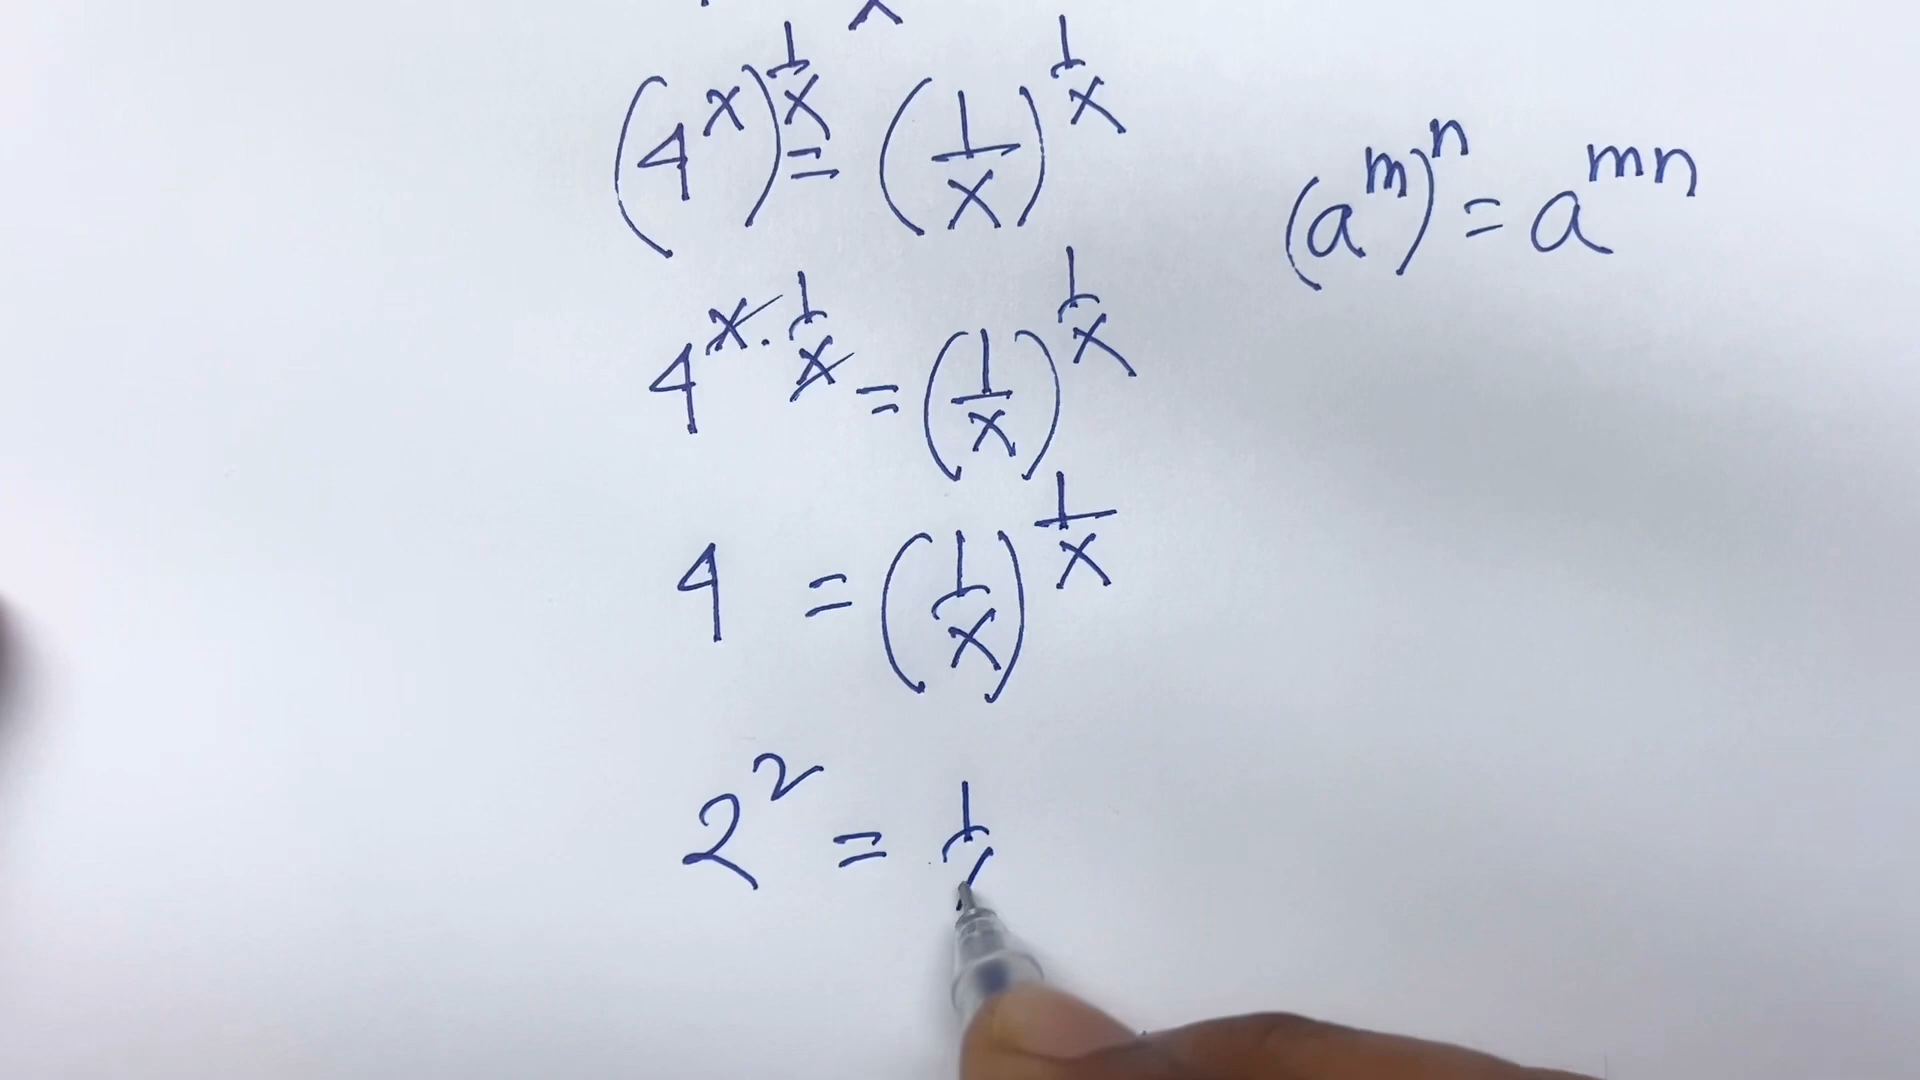 (4^x)^(1/x) = (1/x)^(1/x)
(a^m)^n = a^(mn)
4^(x · 1/x) = (1/x)^(1/x)
4 = (1/x)^(1/x)
2^2 = 1/